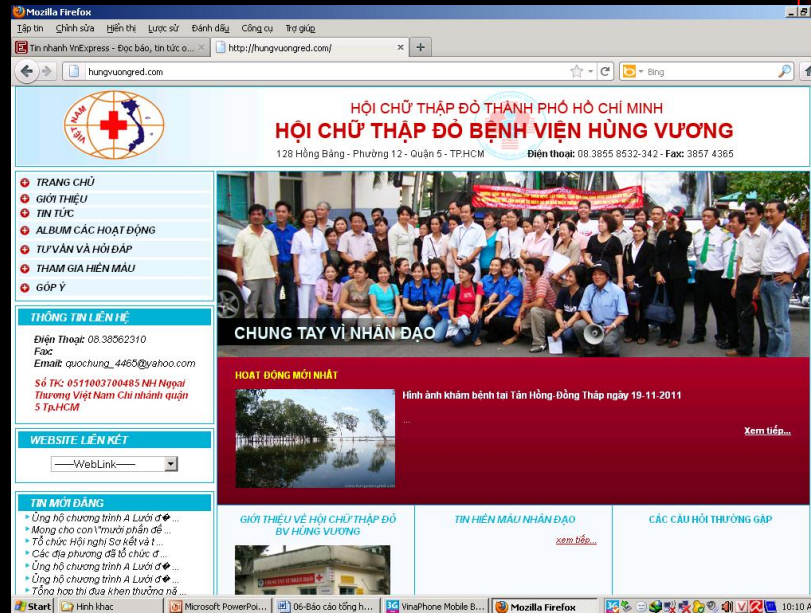 Mozilla Firefox
Tập tin Chỉnh sửa Hiển thị Lược sử Đánh dấu Công cụ Trợ giúp
Tin nhanh VnExpress - Đọc báo, tin tức o... http://hungvuongred.com/
hungvuongred.com Bing
VIỆT NAM
HỘI CHỮ THẬP ĐỎ THÀNH PHỐ HỒ CHÍ MINH
HỘI CHỮ THẬP ĐỎ BỆNH VIỆN HÙNG VƯƠNG
128 Hồng Bàng - Phường 12 - Quận 5 - TP.HCM Điện thoại: 08.3855 8532-342 - Fax: 3857 4365
TRANG CHỦ
GIỚI THIỆU
TIN TỨC
ALBUM CÁC HOẠT ĐỘNG
TƯ VẤN VÀ HỎI ĐÁP
THAM GIA HIẾN MÁU
GÓP Ý
THÔNG TIN LIÊN HỆ
Điện Thoại: 08.38562310
Fax:
Email: quochung_4465@yahoo.com
Số TK: 0511003700485 NH Ngoại
Thương Việt Nam Chi nhánh quận
5 Tp.HCM
WEBSITE LIÊN KẾT
-----WebLink-----
TIN MỚI ĐĂNG
Ủng hộ chương trình A Lưới đ� ...
Mong cho con \"mười phần đề ...
Tổ chức Hội nghị Sơ kết và t ...
Các địa phương đã tổ chức đ ...
Ủng hộ chương trình A Lưới đ� ...
Ủng hộ chương trình A Lưới đ� ...
Tổng hợp thi đua khen thưởng nă ...
CHUNG TAY VÌ NHÂN ĐẠO
HOẠT ĐỘNG MỚI NHẤT
Hình ảnh khám bệnh tại Tân Hồng-Đồng Tháp ngày 19-11-2011
...
Xem tiếp...
GIỚI THIỆU VỀ HỘI CHỮ THẬP ĐỎ
BV HÙNG VƯƠNG
TIN HIẾN MÁU NHÂN ĐẠO
xem tiếp...
CÁC CÂU HỎI THƯỜNG GẶP
Start Hinh khac Microsoft PowerPoi... 06-Báo cáo tổng h... VinaPhone Mobile B... Mozilla Firefox